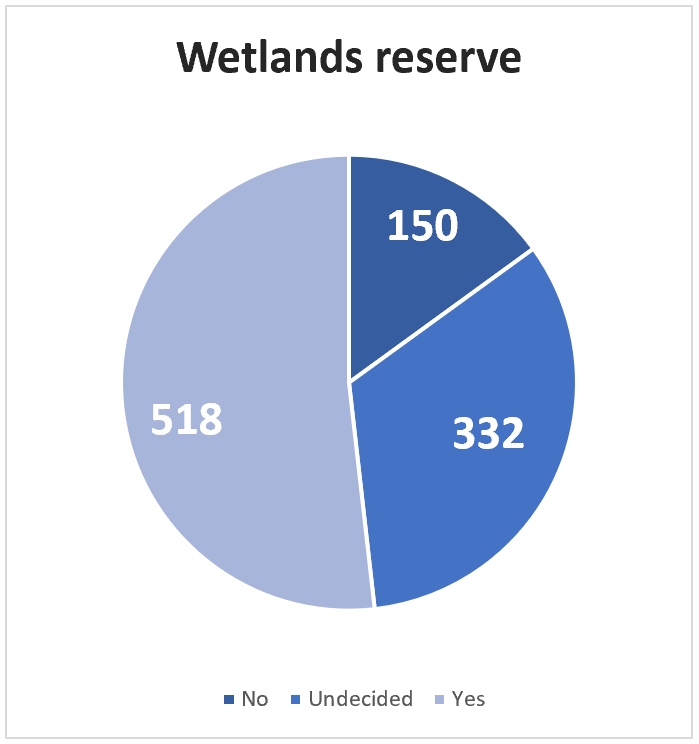 Wetlands reserve
150
332
518
No Undecided Yes